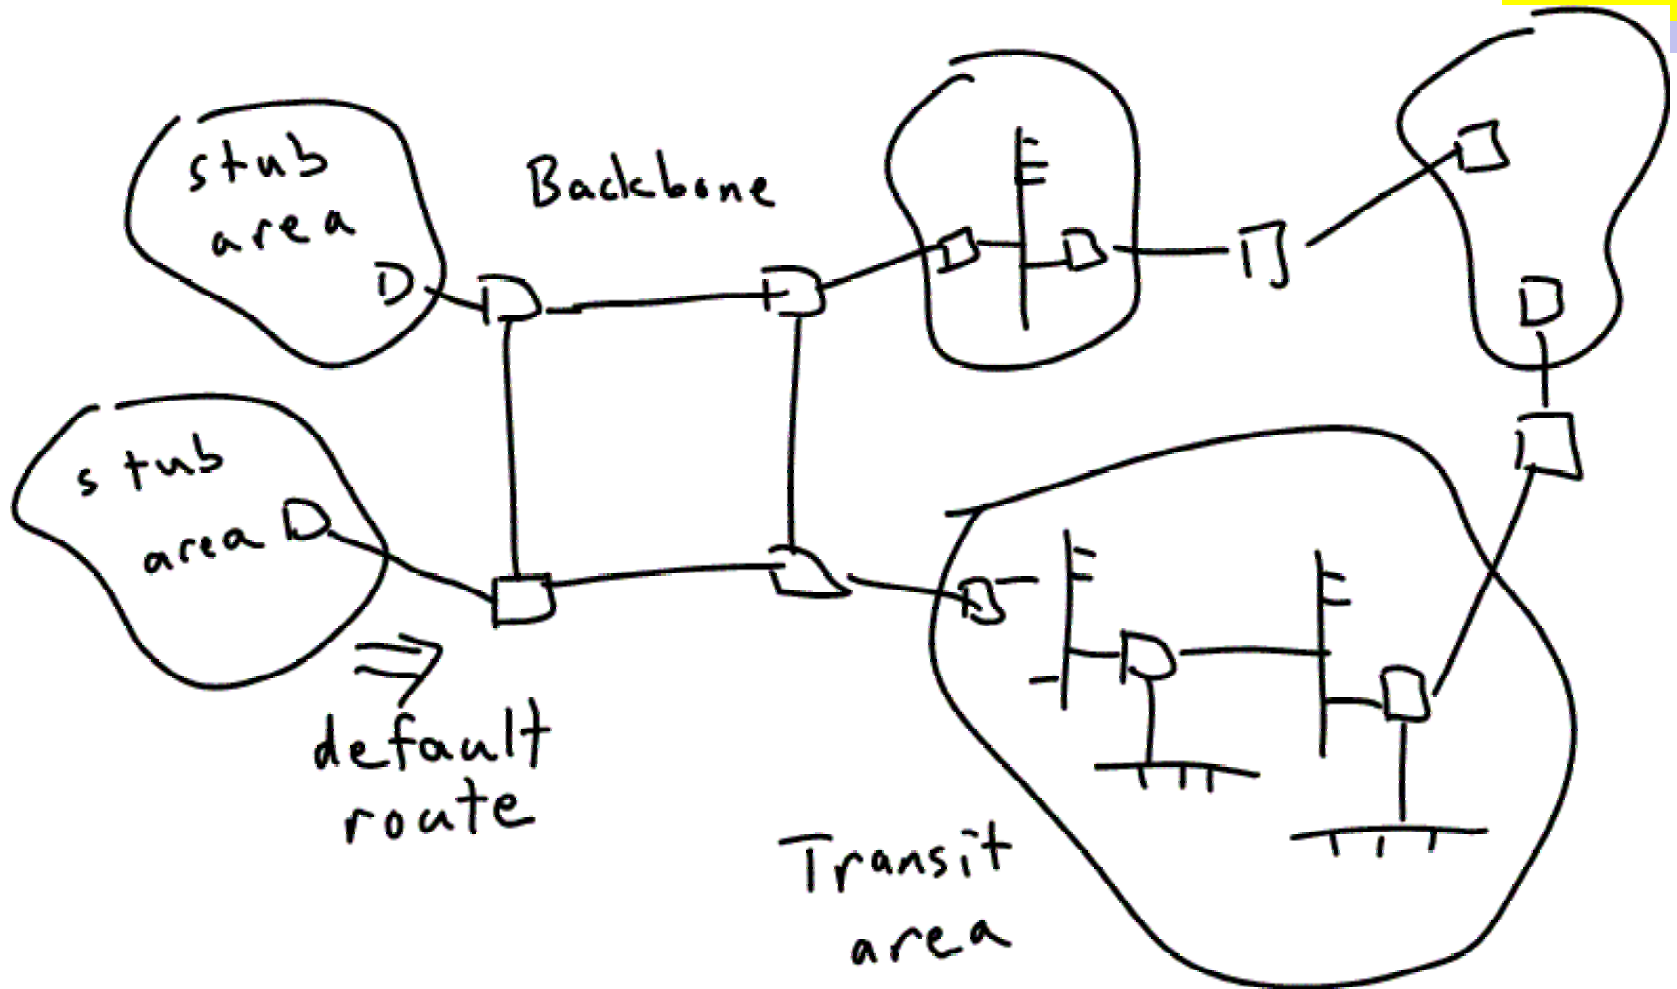 stub
area
Backbone
stub
area
default
route
Transit
area